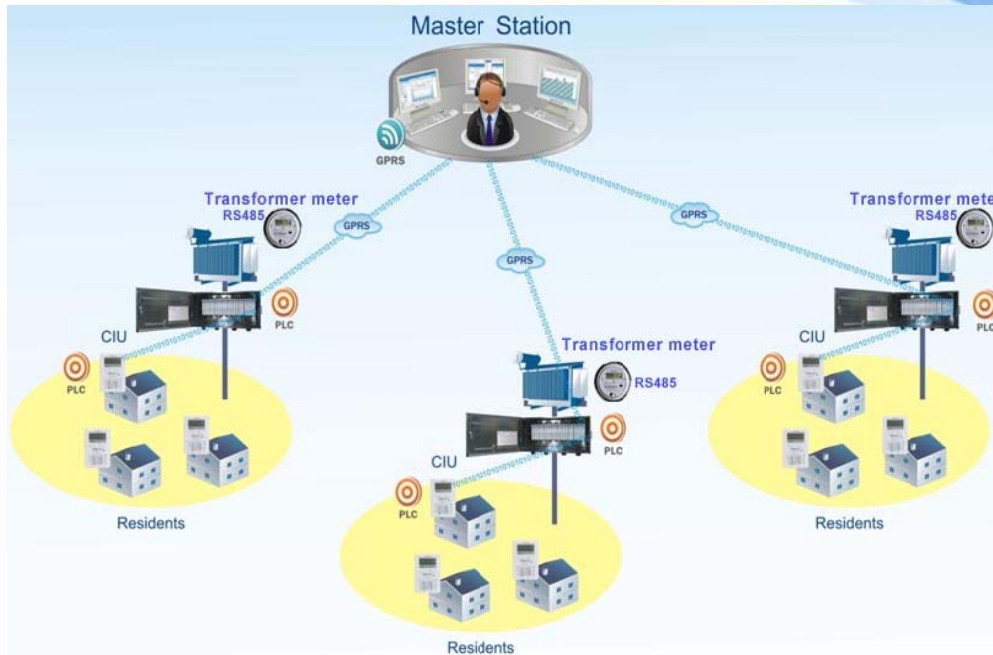 Master Station
GPRS
Transformer meter
RS485
GPRS
PLC
CIU
PLC
Residents
GPRS
Transformer meter
RS485
PLC
CIU
PLC
Residents
GPRS
Transformer meter
RS485
PLC
CIU
PLC
Residents